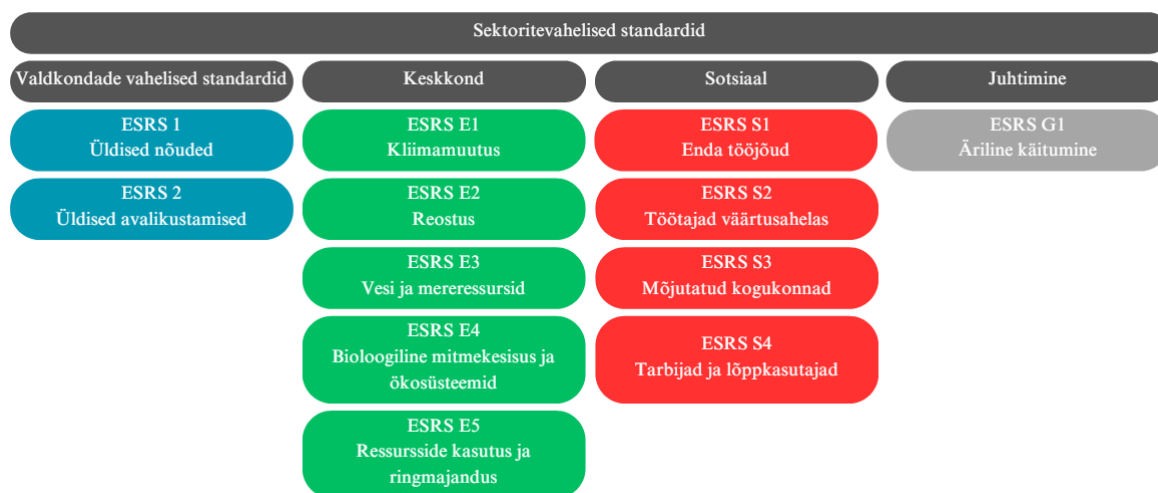 Sektoritevahelised standardid
Valdkondade vahelised standardid
Keskkond
Sotsiaal
Juhtimine
ESRS 1
Üldised nõuded
ESRS 2
Üldised avalikustamised
ESRS E1
Kliimamuutus
ESRS E2
Reostus
ESRS E3
Vesi ja mereressursid
ESRS E4
Bioloogiline mitmekesisus ja
ökosüsteemid
ESRS E5
Ressursside kasutus ja
ringmajandus
ESRS S1
Enda tööjõud
ESRS S2
Töötajad väärtusahelas
ESRS S3
Mõjutatud kogukonnad
ESRS S4
Tarbijad ja lõppkasutajad
ESRS G1
Äriline käitumine